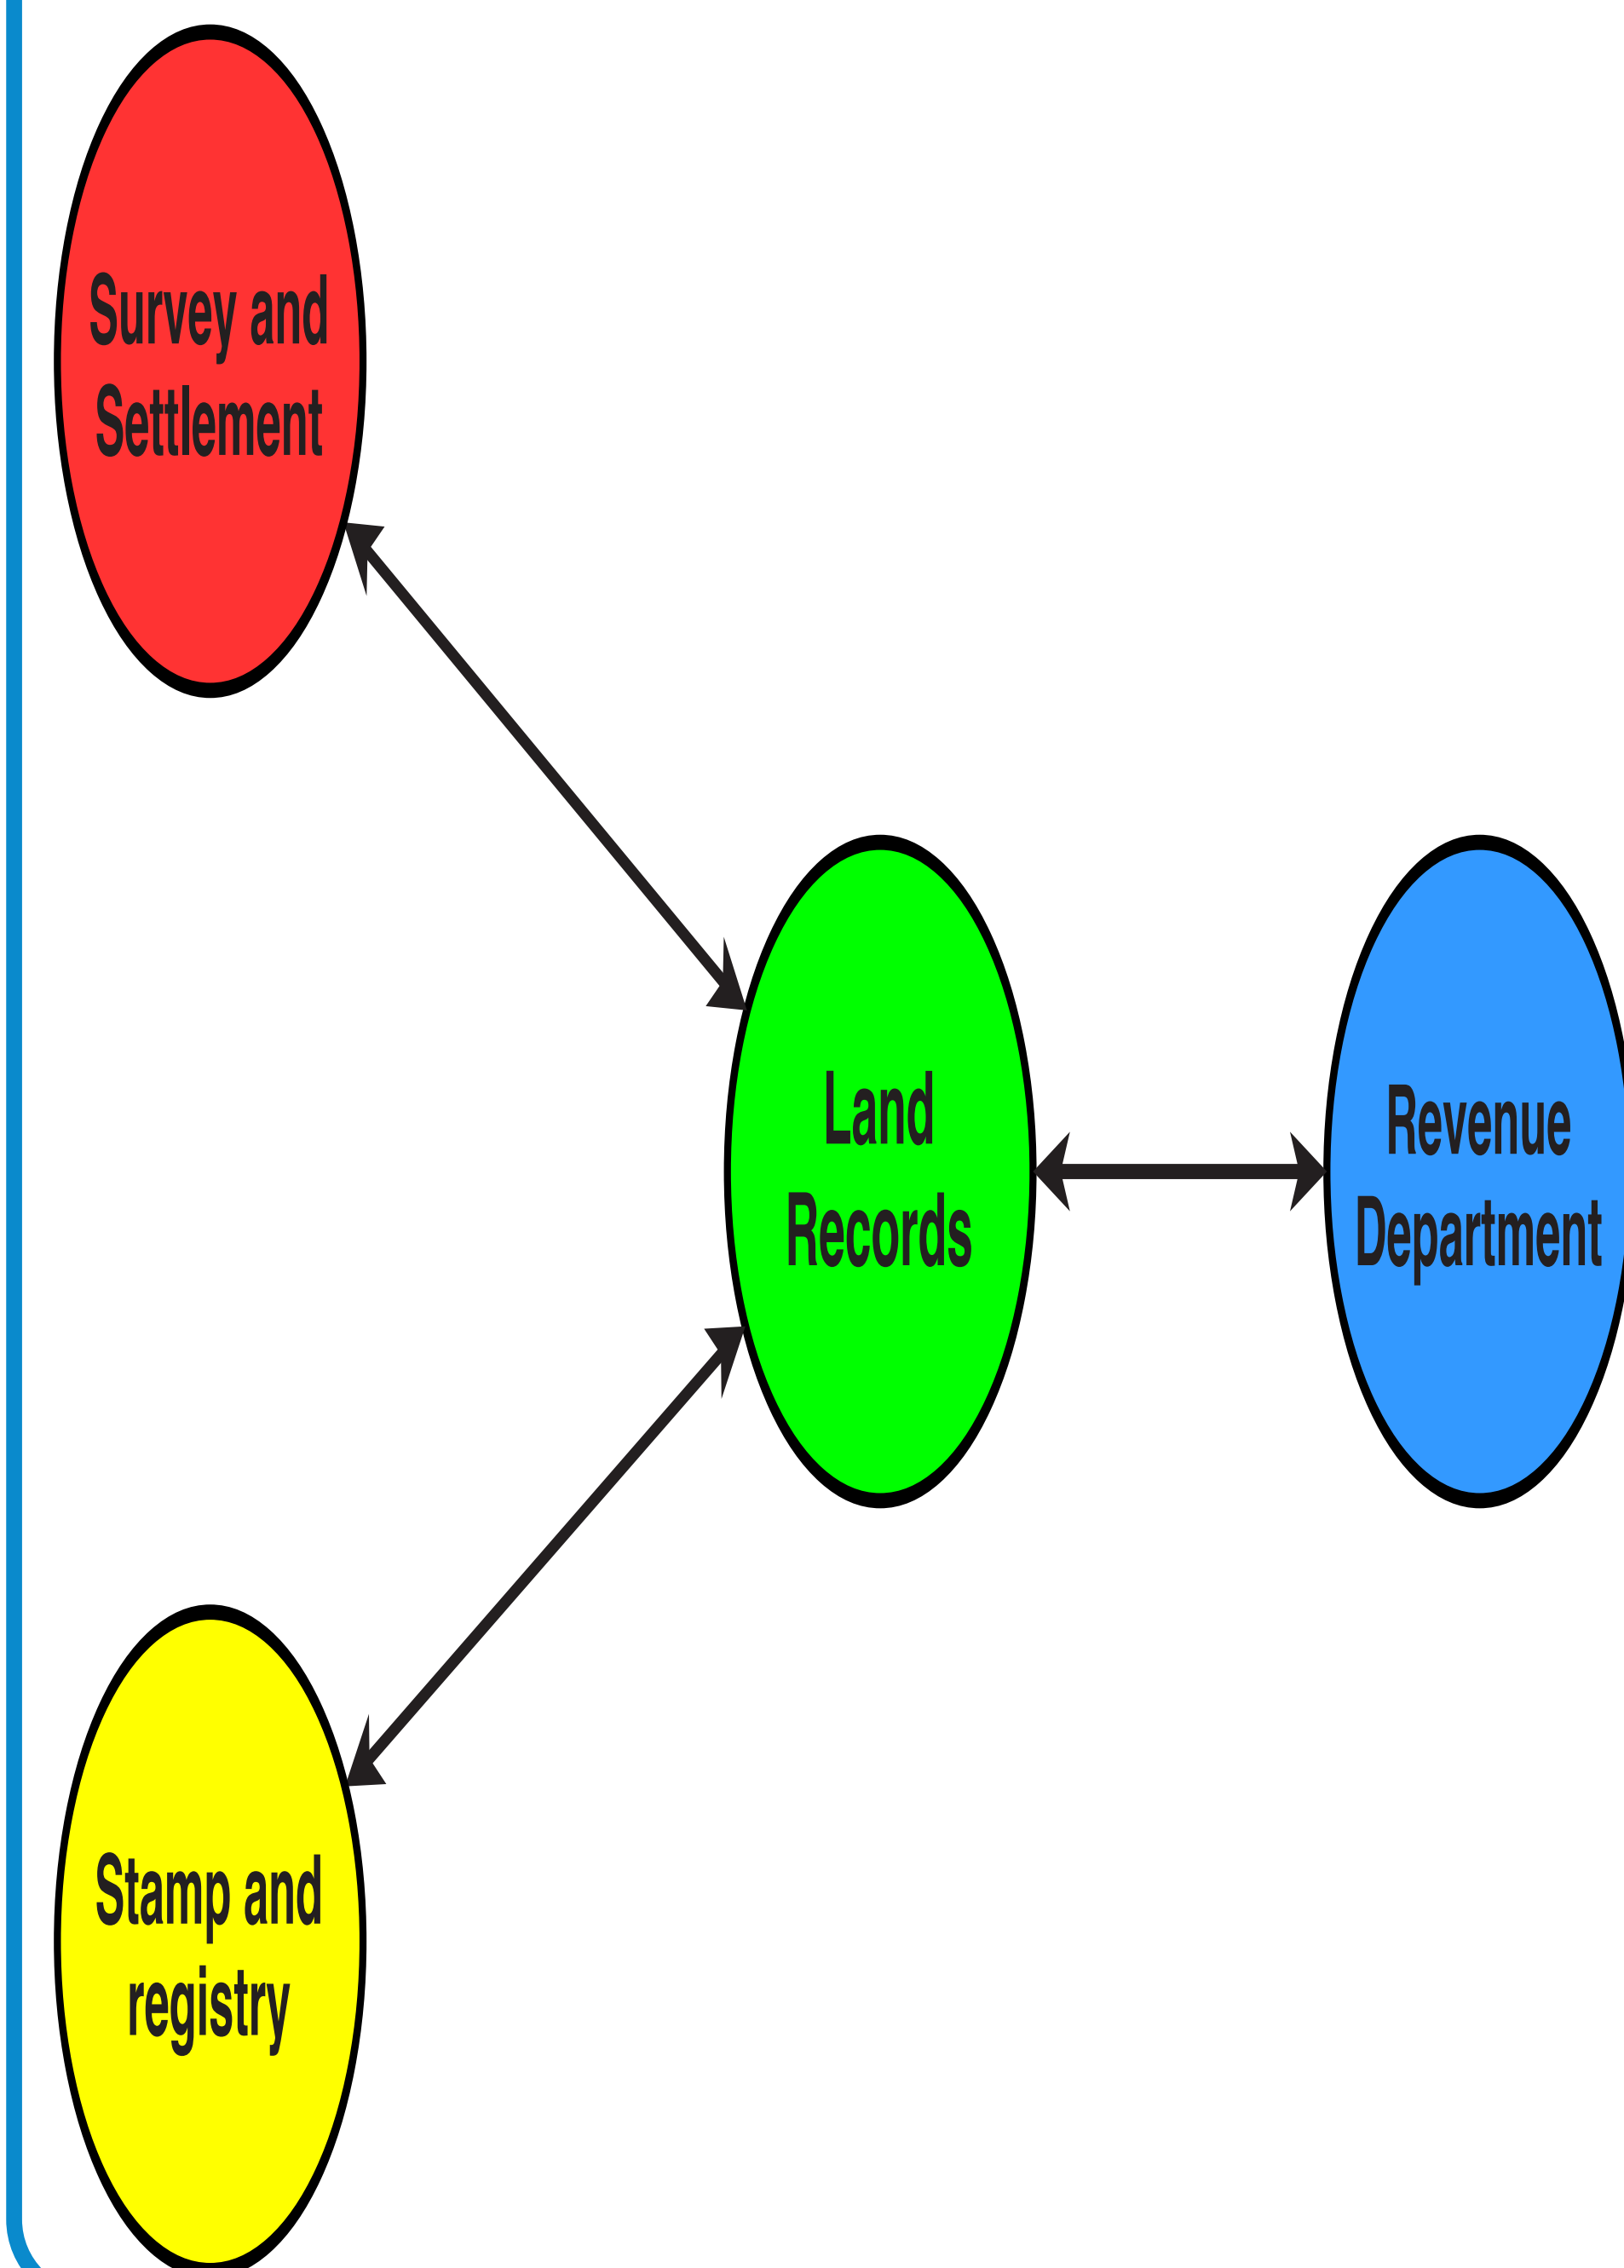 Survey and
Settlement
Land
Records
Revenue
Department
Stamp and
registry